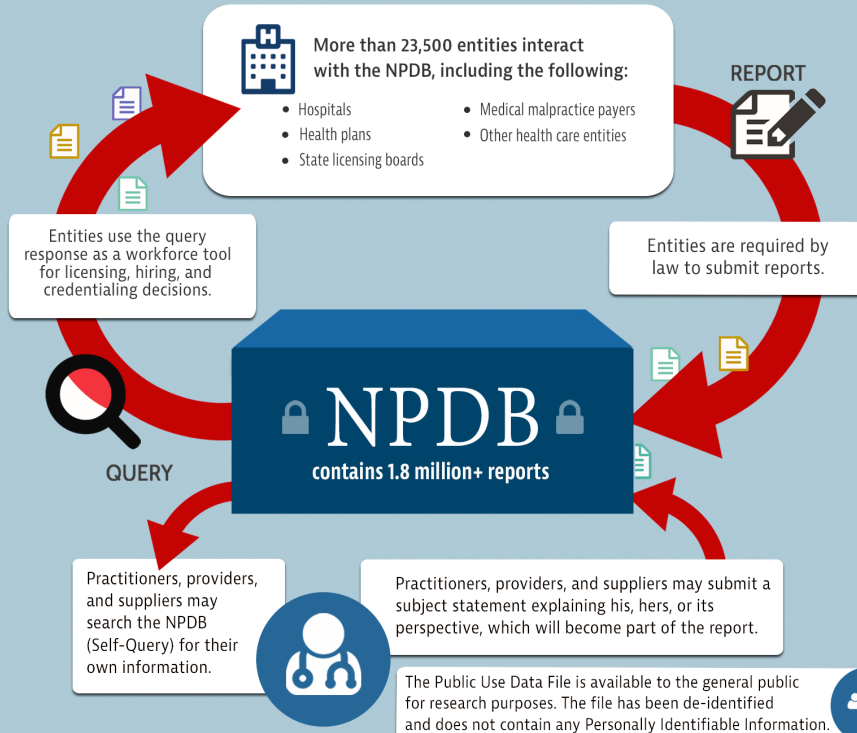 H
More than 23,500 entities interact
with the NPDB, including the following:
• Hospitals
• Health plans
• State licensing boards
• Medical malpractice payers
• Other health care entities
REPORT
Entities use the query
response as a workforce tool
for licensing, hiring, and
credentialing decisions.
Entities are required by
law to submit reports.
NPDB
contains 1.8 million+ reports
QUERY
Practitioners, providers,
and suppliers may
search the NPDB
(Self-Query) for their
own information.
Practitioners, providers, and suppliers may submit a
subject statement explaining his, hers, or its
perspective, which will become part of the report.
The Public Use Data File is available to the general public
for research purposes. The file has been de-identified
and does not contain any Personally Identifiable Information.